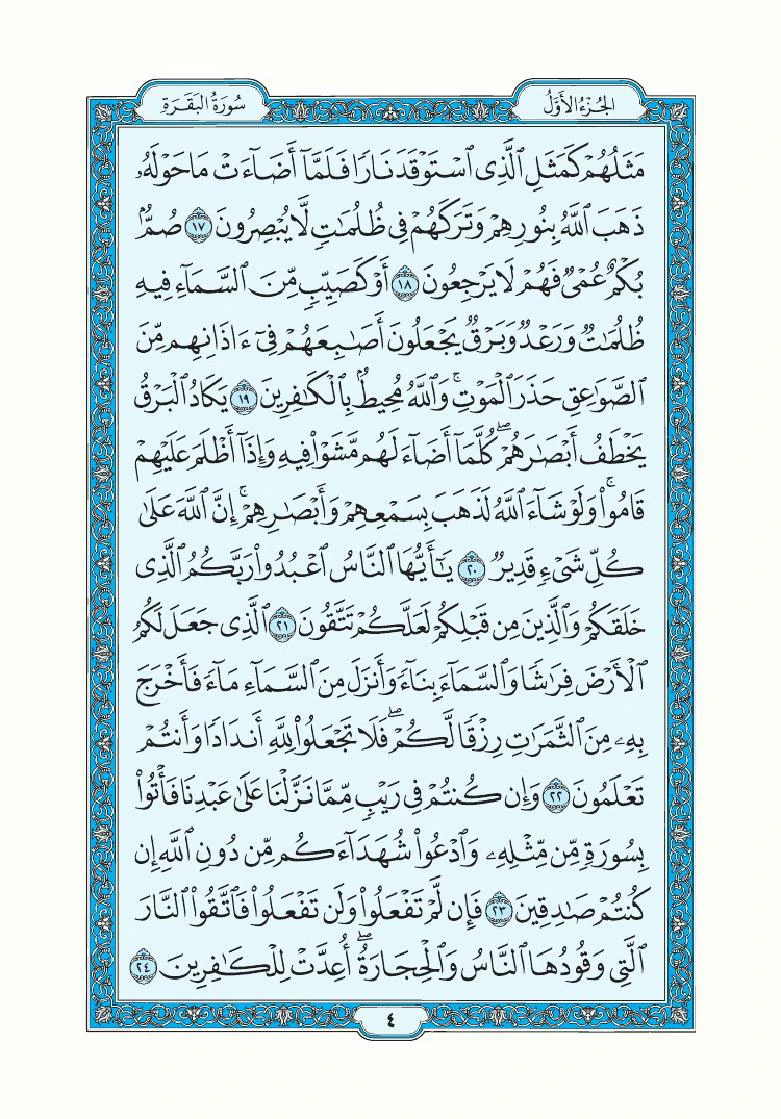 الجُزْءُ الأَوَّلُ
سُورَةُ البَقَرَةِ
مَثَلُهُمْ كَمَثَلِ ٱلَّذِى ٱسْتَوْقَدَ نَارًا فَلَمَّآ أَضَآءَتْ مَا حَوْلَهُۥ
ذَهَبَ ٱللَّهُ بِنُورِهِمْ وَتَرَكَهُمْ فِى ظُلُمَٰتٍ لَّا يُبْصِرُونَ ١٧ صُمٌّۢ
بُكْمٌ عُمْىٌ فَهُمْ لَا يَرْجِعُونَ ١٨ أَوْ كَصَيِّبٍ مِّنَ ٱلسَّمَآءِ فِيهِ
ظُلُمَٰتٌ وَرَعْدٌ وَبَرْقٌ يَجْعَلُونَ أَصَٰبِعَهُمْ فِىٓ ءَاذَانِهِم مِّنَ
ٱلصَّوَٰعِقِ حَذَرَ ٱلْمَوْتِ ۚ وَٱللَّهُ مُحِيطٌۢ بِٱلْكَٰفِرِينَ ١٩ يَكَادُ ٱلْبَرْقُ
يَخْطَفُ أَبْصَٰرَهُمْ ۖ كُلَّمَآ أَضَآءَ لَهُم مَّشَوْا۟ فِيهِ وَإِذَآ أَظْلَمَ عَلَيْهِمْ
قَامُوا۟ ۚ وَلَوْ شَآءَ ٱللَّهُ لَذَهَبَ بِسَمْعِهِمْ وَأَبْصَٰرِهِمْ ۚ إِنَّ ٱللَّهَ عَلَىٰ
كُلِّ شَىْءٍ قَدِيرٌ ٢٠ يَٰٓأَيُّهَا ٱلنَّاسُ ٱعْبُدُوا۟ رَبَّكُمُ ٱلَّذِى
خَلَقَكُمْ وَٱلَّذِينَ مِن قَبْلِكُمْ لَعَلَّكُمْ تَتَّقُونَ ٢١ ٱلَّذِى جَعَلَ لَكُمُ
ٱلْأَرْضَ فِرَٰشًا وَٱلسَّمَآءَ بِنَآءً وَأَنزَلَ مِنَ ٱلسَّمَآءِ مَآءً فَأَخْرَجَ
بِهِۦ مِنَ ٱلثَّمَرَٰتِ رِزْقًا لَّكُمْ ۖ فَلَا تَجْعَلُوا۟ لِلَّهِ أَندَادًا وَأَنتُمْ
تَعْلَمُونَ ٢٢ وَإِن كُنتُمْ فِى رَيْبٍ مِّمَّا نَزَّلْنَا عَلَىٰ عَبْدِنَا فَأْتُوا۟
بِسُورَةٍ مِّن مِّثْلِهِۦ وَٱدْعُوا۟ شُهَدَآءَكُم مِّن دُونِ ٱللَّهِ إِن
كُنتُمْ صَٰدِقِينَ ٢٣ فَإِن لَّمْ تَفْعَلُوا۟ وَلَن تَفْعَلُوا۟ فَٱتَّقُوا۟ ٱلنَّارَ
ٱلَّتِى وَقُودُهَا ٱلنَّاسُ وَٱلْحِجَارَةُ ۖ أُعِدَّتْ لِلْكَٰفِرِينَ ٢٤
٤